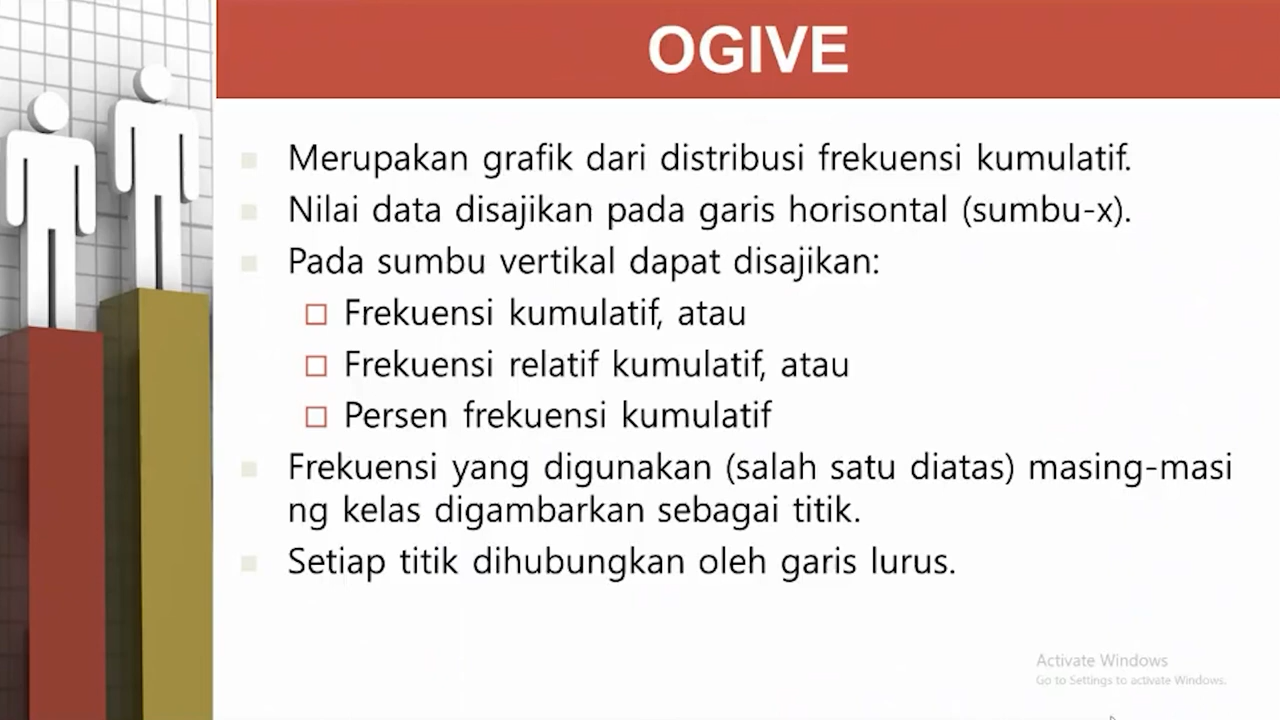 OGIVE
Merupakan grafik dari distribusi frekuensi kumulatif.
Nilai data disajikan pada garis horisontal (sumbu-x).
Pada sumbu vertikal dapat disajikan:
Frekuensi kumulatif, atau
Frekuensi relatif kumulatif, atau
Persen frekuensi kumulatif
Frekuensi yang digunakan (salah satu diatas) masing-masi
ng kelas digambarkan sebagai titik.
Setiap titik dihubungkan oleh garis lurus.
Activate Windows
Go to Settings to activate Windows.